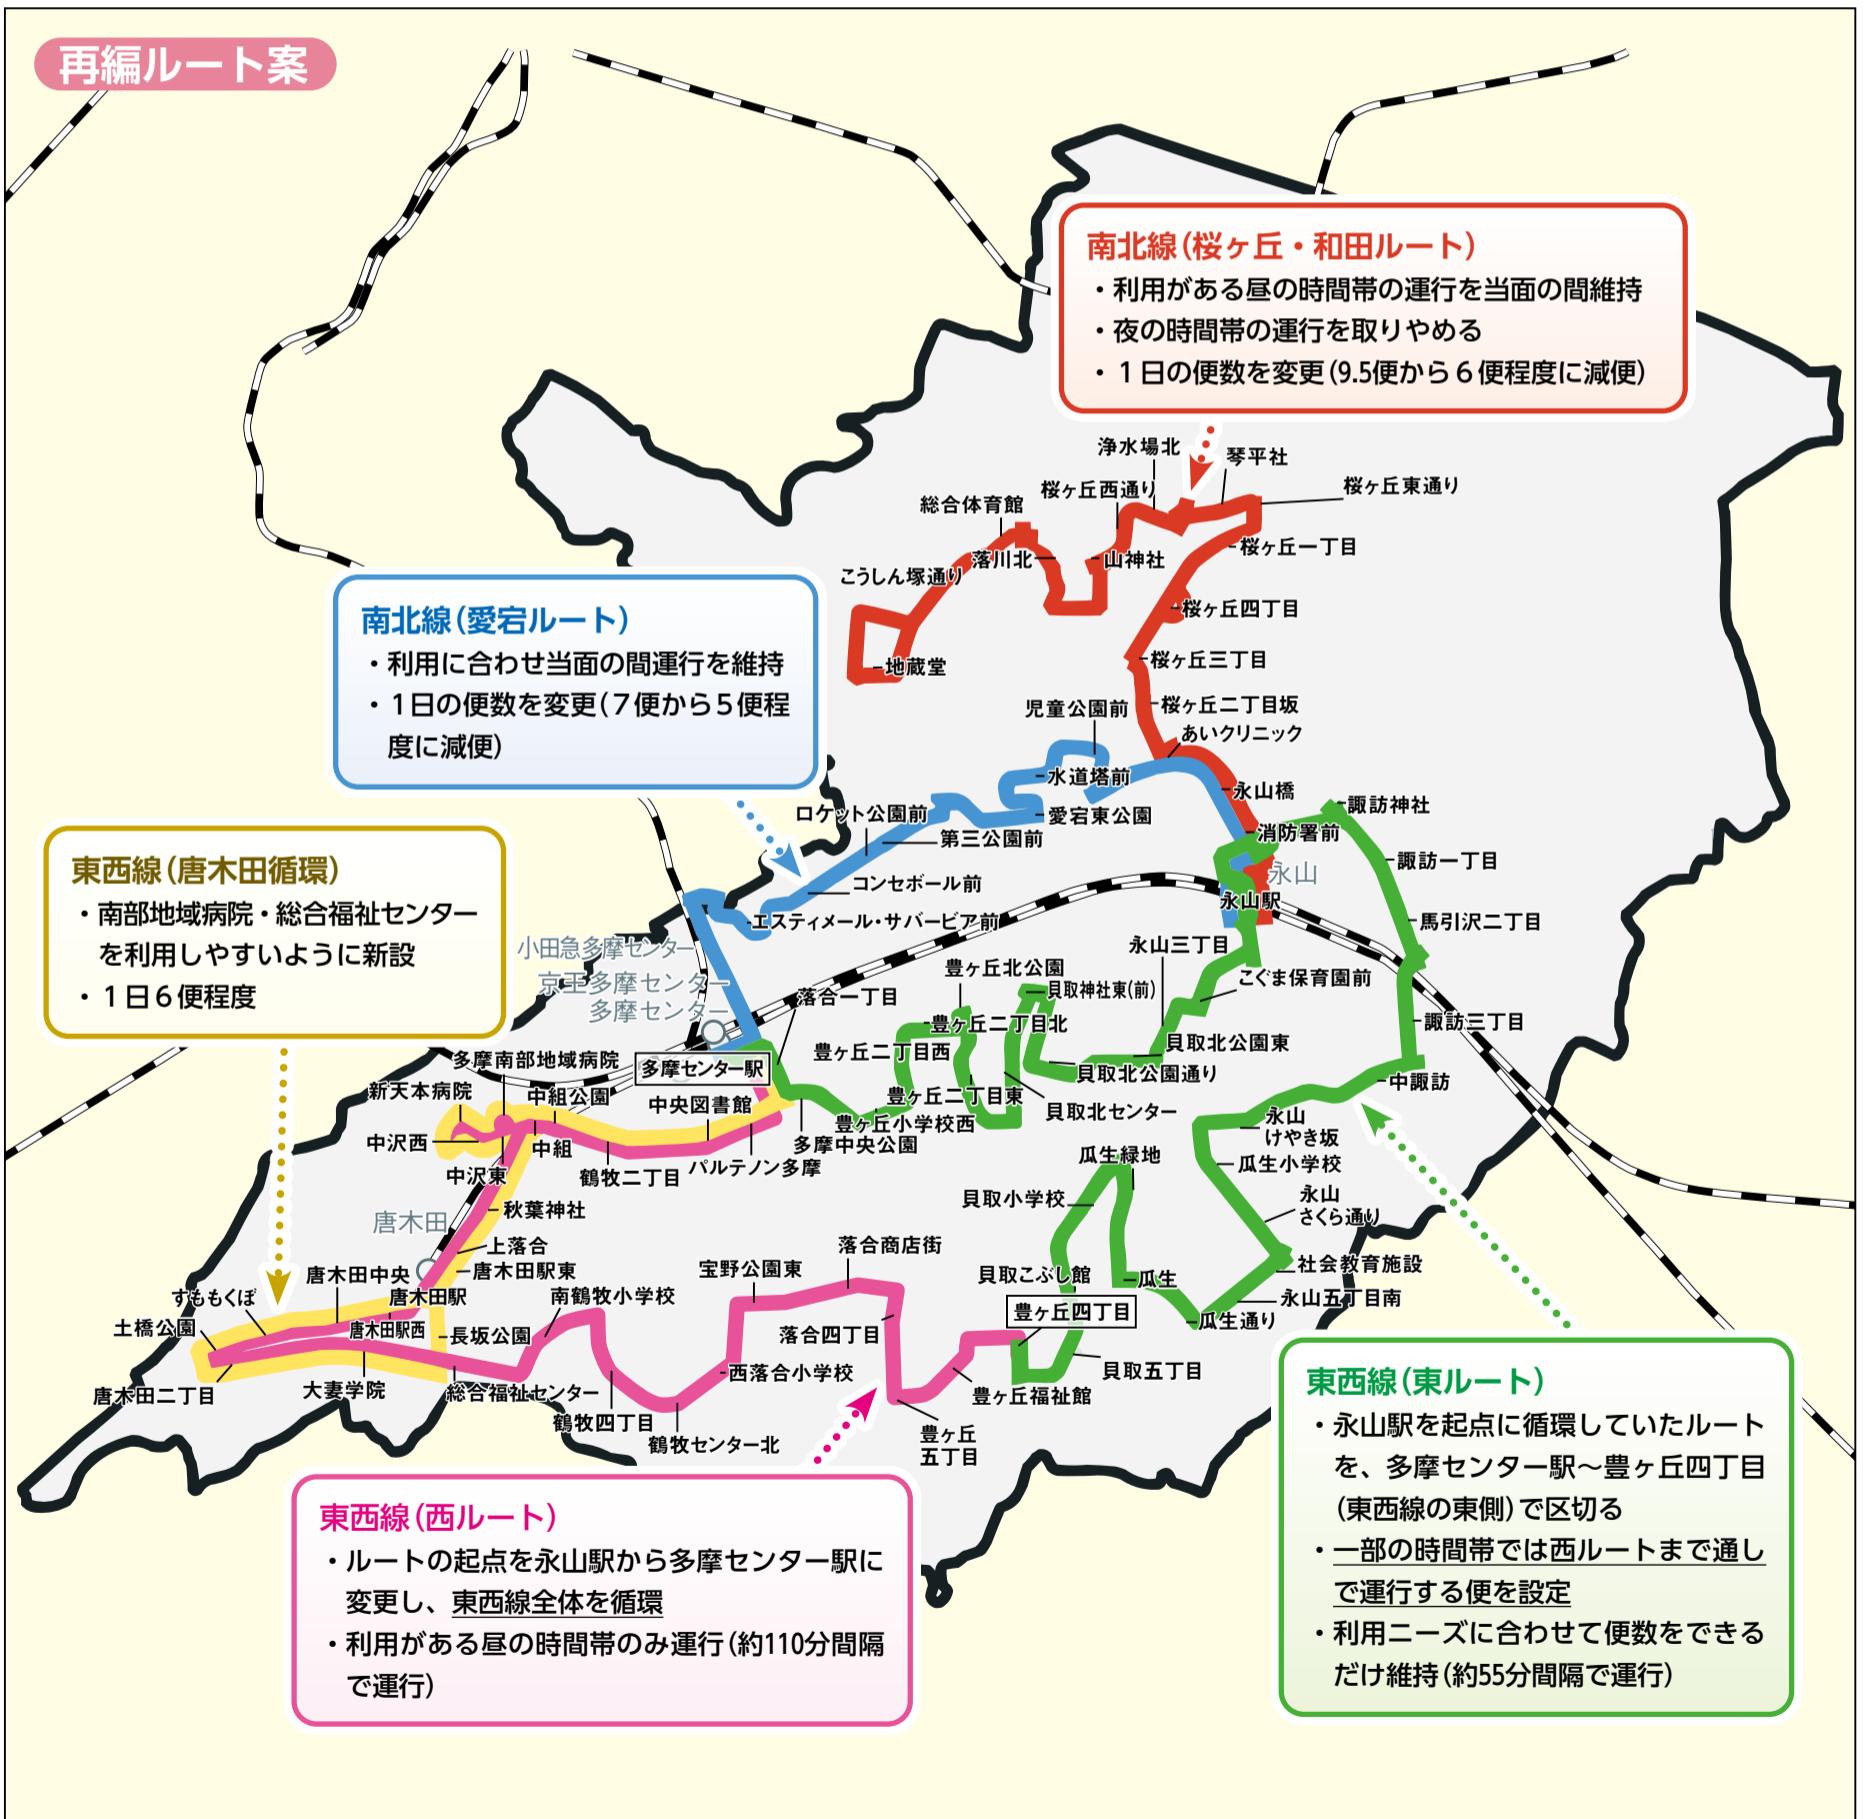 再編ルート案
南北線（桜ヶ丘・和田ルート）
・利用がある昼の時間帯の運行を当面の間維持
・夜の時間帯の運行を取りやめる
・１日の便数を変更（9.5便から６便程度に減便）
浄水場北
琴平社
桜ヶ丘西通り
桜ヶ丘東通り
総合体育館
桜ヶ丘一丁目
落川北
山神社
こうしん塚通り
桜ヶ丘四丁目
地蔵堂
桜ヶ丘三丁目
桜ヶ丘二丁目坂
あいクリニック
永山橋
消防署前
永山
永山駅
南北線（愛宕ルート）
・利用に合わせ当面の間運行を維持
・１日の便数を変更（７便から５便程
度に減便）
児童公園前
水道塔前
愛宕東公園
ロケット公園前
第三公園前
コンセボール前
エスティメール・サバービア前
小田急多摩センター
京王多摩センター
多摩センター
諏訪神社
諏訪一丁目
馬引沢二丁目
諏訪三丁目
中諏訪
永山三丁目
こぐま保育園前
豊ヶ丘北公園
貝取神社東(前)
落合一丁目
豊ヶ丘二丁目北
豊ヶ丘二丁目西
貝取北公園東
貝取北公園通り
豊ヶ丘二丁目東
貝取北センター
豊ヶ丘小学校西
多摩中央公園
多摩センター駅
東西線（唐木田循環）
・南部地域病院・総合福祉センター
を利用しやすいように新設
・１日６便程度
多摩南部地域病院
新天本病院
中組公園
中央図書館
中沢西
中組
中沢東
鶴牧二丁目
パルテノン多摩
秋葉神社
唐木田
上落合
唐木田駅東
唐木田中央
唐木田駅
すももくぼ
唐木田駅西
土橋公園
長坂公園
唐木田二丁目
大妻学院
総合福祉センター
南鶴牧小学校
鶴牧四丁目
鶴牧センター北
宝野公園東
落合商店街
落合四丁目
西落合小学校
豊ヶ丘
五丁目
豊ヶ丘福祉館
豊ヶ丘四丁目
貝取こぶし館
貝取五丁目
貝取小学校
瓜生緑地
瓜生
瓜生通り
永山五丁目南
社会教育施設
永山
さくら通り
瓜生小学校
永山
けやき坂
東西線（西ルート）
・ルートの起点を永山駅から多摩センター駅に
変更し、東西線全体を循環
・利用がある昼の時間帯のみ運行（約110分間隔
で運行）
東西線（東ルート）
・永山駅を起点に循環していたルート
を、多摩センター駅～豊ヶ丘四丁目
（東西線の東側）で区切る
・一部の時間帯では西ルートまで通し
で運行する便を設定
・利用ニーズに合わせて便数をできる
だけ維持（約55分間隔で運行）